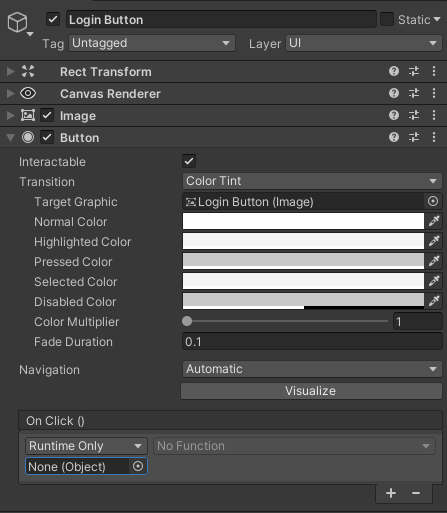 Login Button Static
Tag Untagged Layer UI
Rect Transform
Canvas Renderer
Image
Button
Interactable
Transition Color Tint
Target Graphic Login Button (Image)
Normal Color
Highlighted Color
Pressed Color
Selected Color
Disabled Color
Color Multiplier 1
Fade Duration 0.1
Navigation Automatic
Visualize
On Click ()
Runtime Only No Function
None (Object)